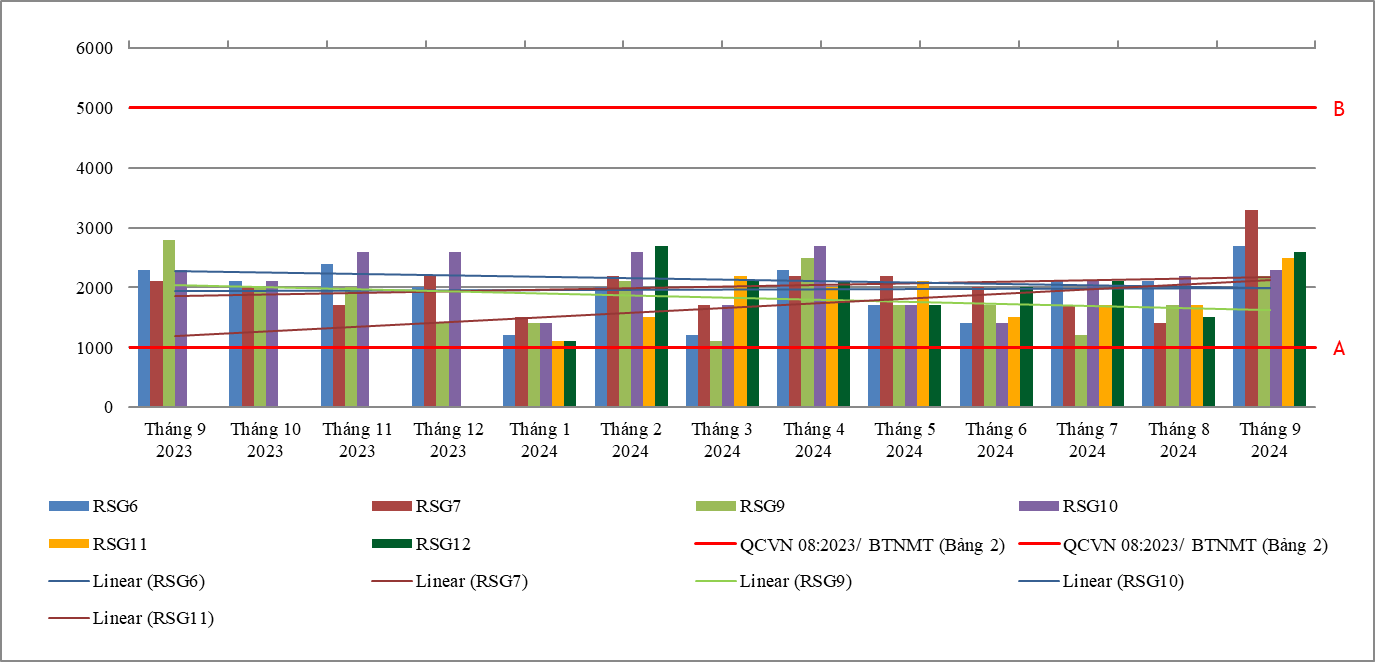 6000
5000
B
4000
3000
2000
1000
A
0
Tháng 9 2023
Tháng 10 2023
Tháng 11 2023
Tháng 12 2023
Tháng 1 2024
Tháng 2 2024
Tháng 3 2024
Tháng 4 2024
Tháng 5 2024
Tháng 6 2024
Tháng 7 2024
Tháng 8 2024
Tháng 9 2024
RSG6
RSG7
RSG9
RSG10
RSG11
RSG12
QCVN 08:2023/ BTNMT (Bảng 2)
QCVN 08:2023/ BTNMT (Bảng 2)
Linear (RSG6)
Linear (RSG7)
Linear (RSG9)
Linear (RSG10)
Linear (RSG11)